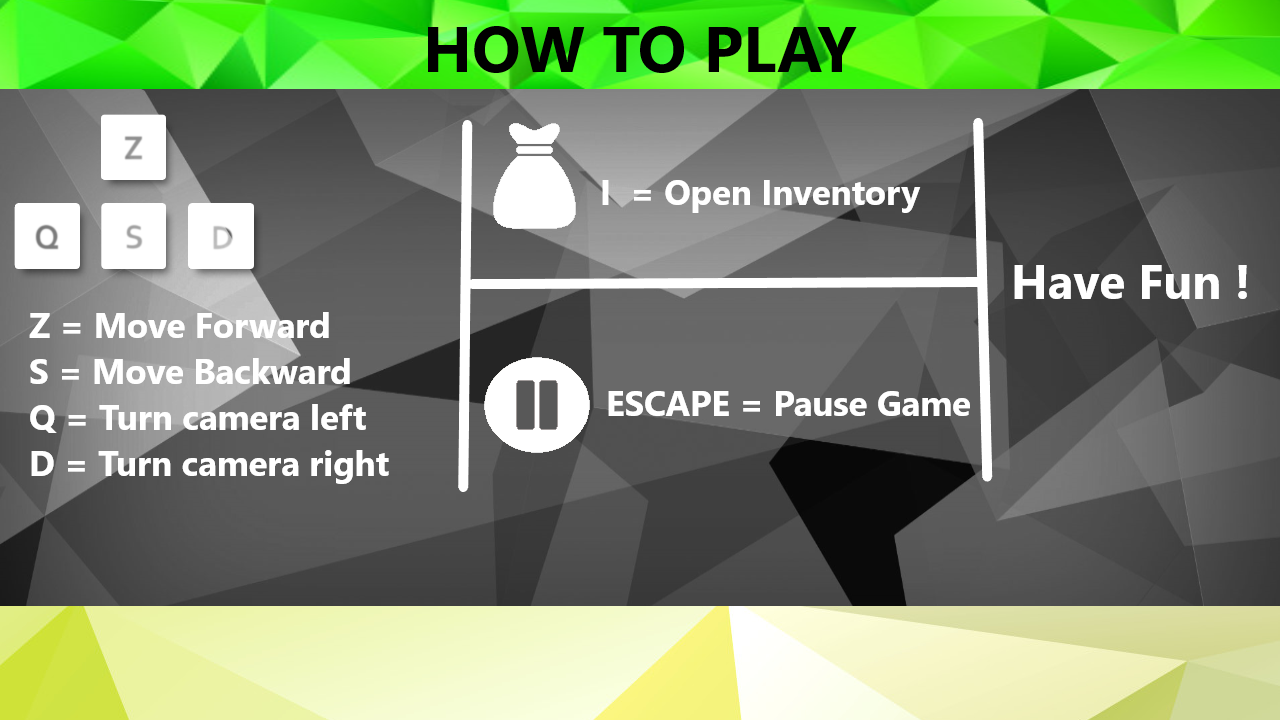 HOW TO PLAY
Z
Q S D
Z = Move Forward
S = Move Backward
Q = Turn camera left
D = Turn camera right
I = Open Inventory
ESCAPE = Pause Game
Have Fun !